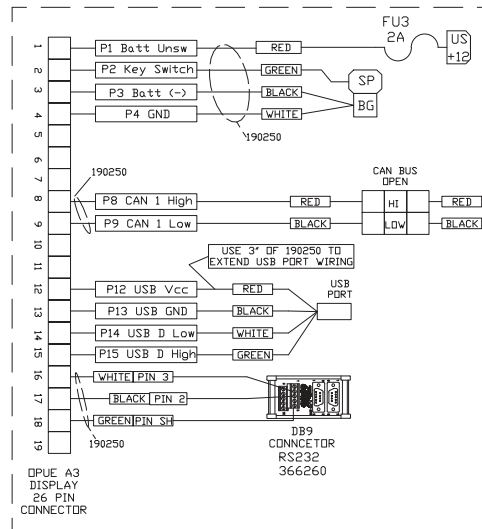 FU3
2A
US
+12
1 P1 Batt Unsw RED
2 P2 Key Switch GREEN SP
3 P3 Batt (-) BLACK BG
4 P4 GND WHITE
5
190250
6
7
190250
CAN BUS
OPEN
8 P8 CAN 1 High RED HI RED
9 P9 CAN 1 Low BLACK LOW BLACK
10
11
USE 3" OF 190250 TO
EXTEND USB PORT WIRING
USB
PORT
12 P12 USB Vcc RED
13 P13 USB GND BLACK
14 P14 USB D Low WHITE
15 P15 USB D High GREEN
16 WHITE PIN 3
17 BLACK PIN 2
18 GREEN PIN SH
19
190250
DB9
CONNCETOR
RS232
366260
OPUE A3
DISPLAY
26 PIN
CONNECTOR